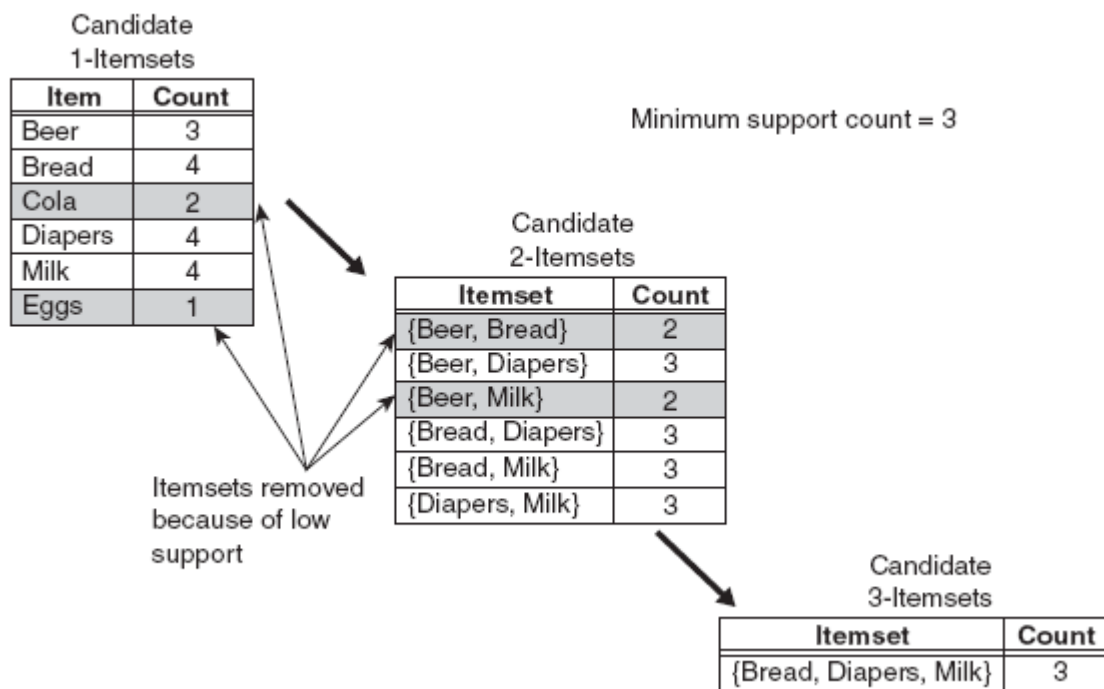 Candidate
1-Itemsets
Item Count
Beer 3
Bread 4
Cola 2
Diapers 4
Milk 4
Eggs 1
Minimum support count = 3
Candidate
2-Itemsets
Itemset Count
{Beer, Bread} 2
{Beer, Diapers} 3
{Beer, Milk} 2
{Bread, Diapers} 3
{Bread, Milk} 3
{Diapers, Milk} 3
Itemsets removed
because of low
support
Candidate
3-Itemsets
Itemset Count
{Bread, Diapers, Milk} 3